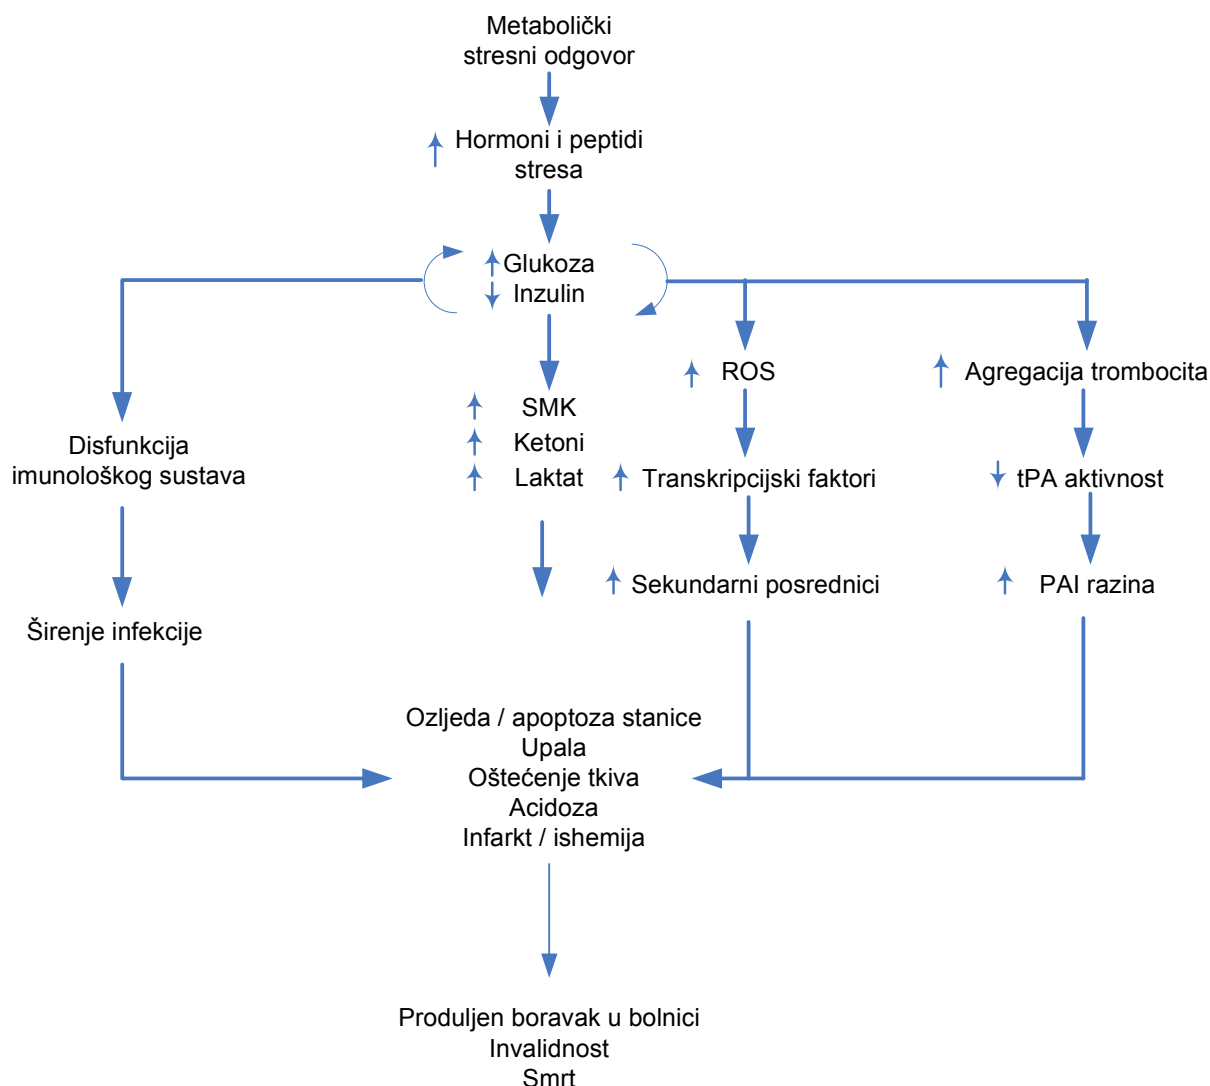 Metabolički
stresni odgovor
Hormoni i peptidi
stresa
Glukoza
Inzulin
Disfunkcija
imunološkog sustava
Širenje infekcije
SMK
Ketoni
Laktat
ROS
Transkripcijski faktori
Sekundarni posrednici
Agregacija trombocita
tPA aktivnost
PAI razina
Ozljeda / apoptoza stanice
Upala
Oštećenje tkiva
Acidoza
Infarkt / ishemija
Produljen boravak u bolnici
Invalidnost
Smrt